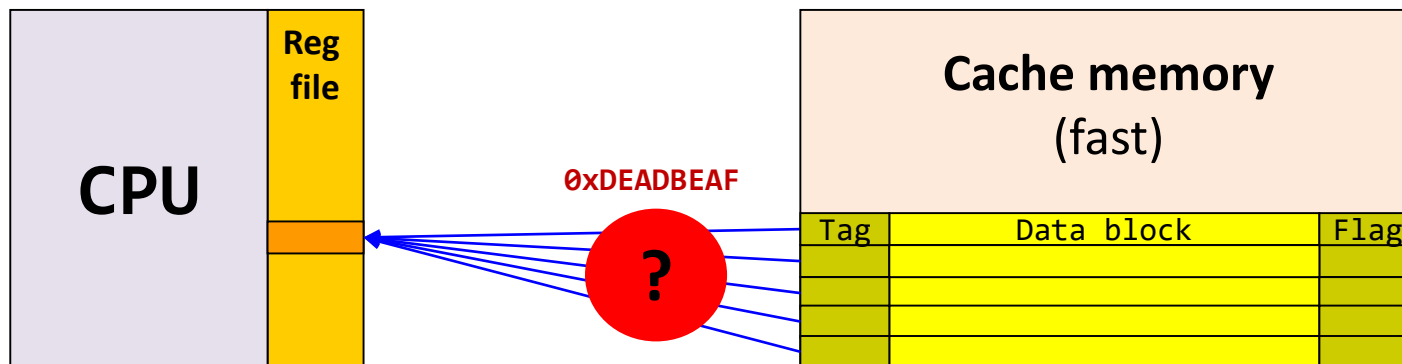 Reg
file
CPU
0xDEADBEAF
?
Cache memory
(fast)
Tag Data block Flag